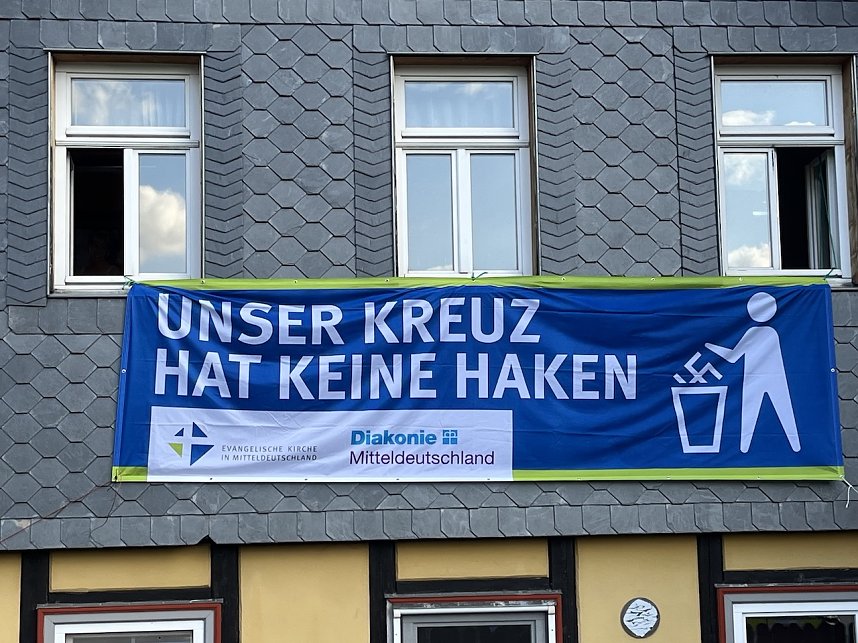 UNSER KREUZ
HAT KEINE HAKEN
EVANGELISCHE KIRCHE
IN MITTELDEUTSCHLAND
Diakonie
Mitteldeutschland